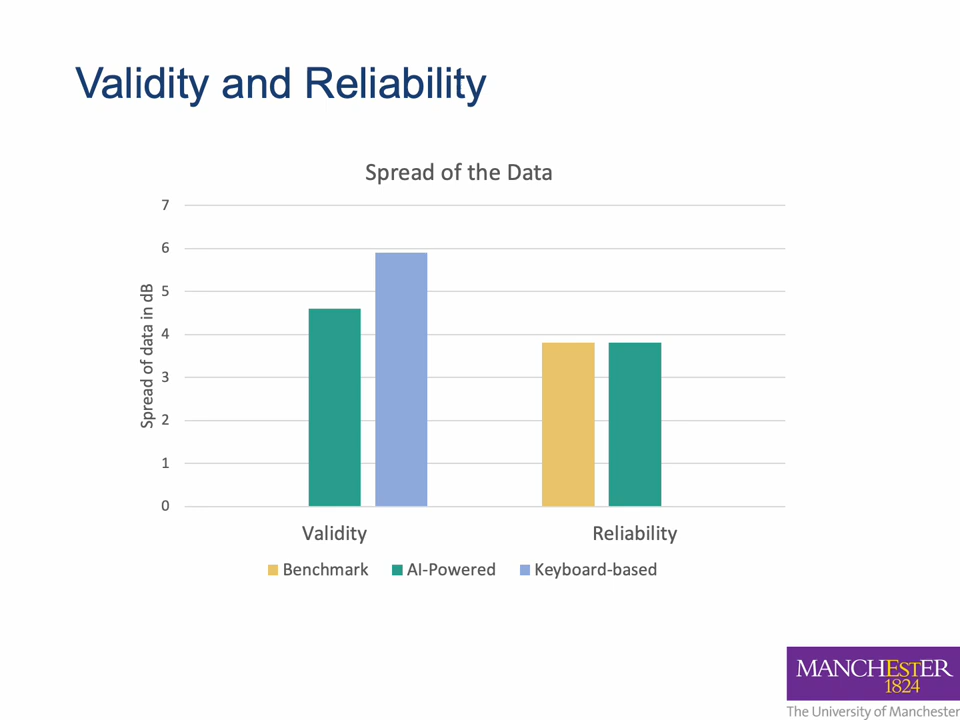 Validity and Reliability
Spread of the Data
Spread of data in dB
7
6
5
4
3
2
1
0
Validity
Reliability
Benchmark
AI-Powered
Keyboard-based
MANCHESTER
1824
The University of Manchester